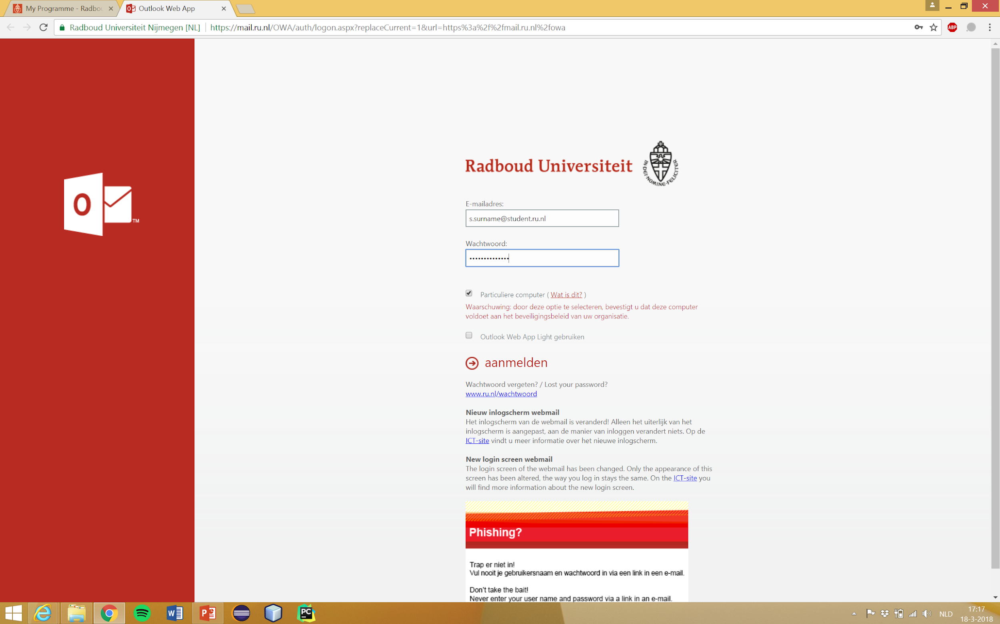 My Programme - Radbou
Outlook Web App
Radboud Universiteit Nijmegen [NL]
https://mail.ru.nl/OWA/auth/logon.aspx?replaceCurrent=1&url=https%3a%2f%2fmail.ru.nl%2fowa
ABP
Radboud Universiteit
IN·DEI·NOMINE·FELICITER
O
TM
E-mailadres:
s.surname@student.ru.nl
Wachtwoord:
••••••••••••••
Particuliere computer ( Wat is dit? )
Waarschuwing: door deze optie te selecteren, bevestigt u dat deze computer
voldoet aan het beveiligingsbeleid van uw organisatie.
Outlook Web App Light gebruiken
aanmelden
Wachtwoord vergeten? / Lost your password?
www.ru.nl/wachtwoord
Nieuw inlogscherm webmail
Het inlogscherm van de webmail is veranderd! Alleen het uiterlijk van het
inlogscherm is aangepast, aan de manier van inloggen verandert niets. Op de
ICT-site vindt u meer informatie over het nieuwe inlogscherm.
New login screen webmail
The login screen of the webmail has been changed. Only the appearance of this
screen has been altered, the way you log in stays the same. On the ICT-site you
will find more information about the new login screen.
Phishing?
Trap er niet in!
Vul nooit je gebruikersnaam en wachtwoord in via een link in een e-mail.
Don't take the bait!
Never enter your user name and password via a link in an e-mail.
W
P
PC
NLD
17:17
18-3-2018